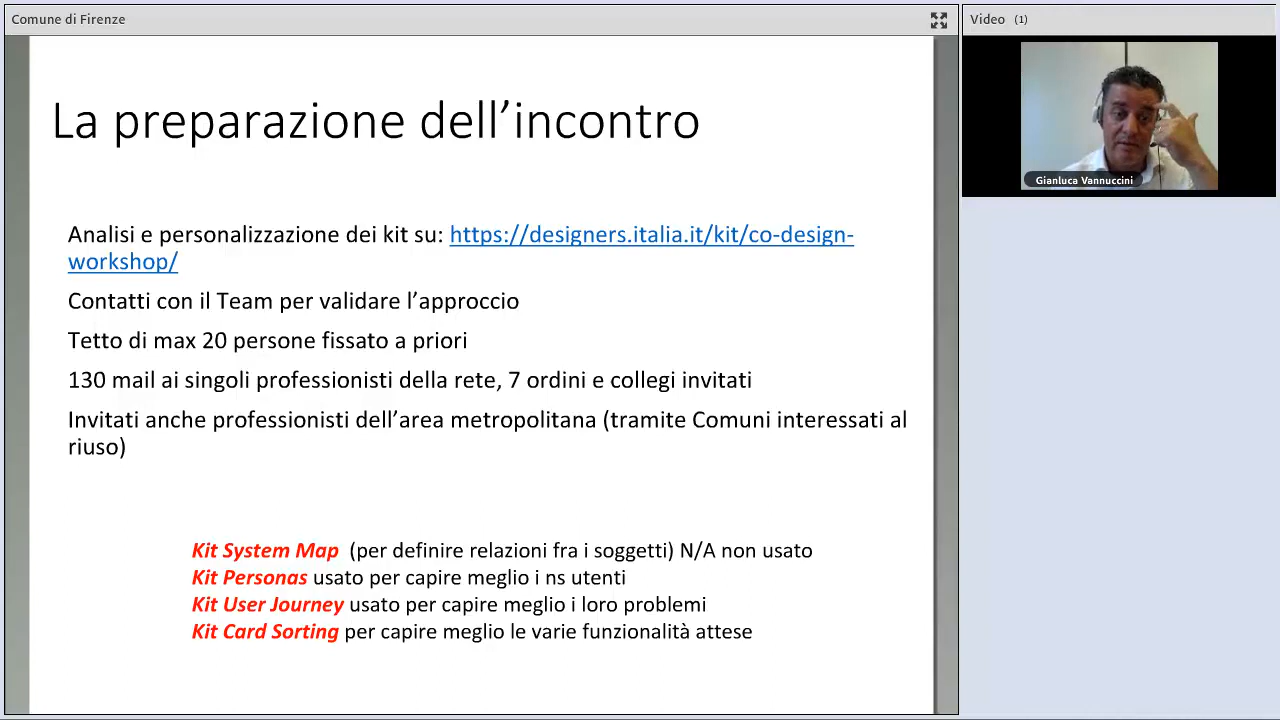 Comune di Firenze
Video (1)
La preparazione dell’incontro
Analisi e personalizzazione dei kit su: https://designers.italia.it/kit/co-design-
workshop/
Contatti con il Team per validare l’approccio
Tetto di max 20 persone fissato a priori
130 mail ai singoli professionisti della rete, 7 ordini e collegi invitati
Invitati anche professionisti dell’area metropolitana (tramite Comuni interessati al
riuso)
Kit System Map (per definire relazioni fra i soggetti) N/A non usato
Kit Personas usato per capire meglio i ns utenti
Kit User Journey usato per capire meglio i loro problemi
Kit Card Sorting per capire meglio le varie funzionalità attese
Gianluca Vannuccini